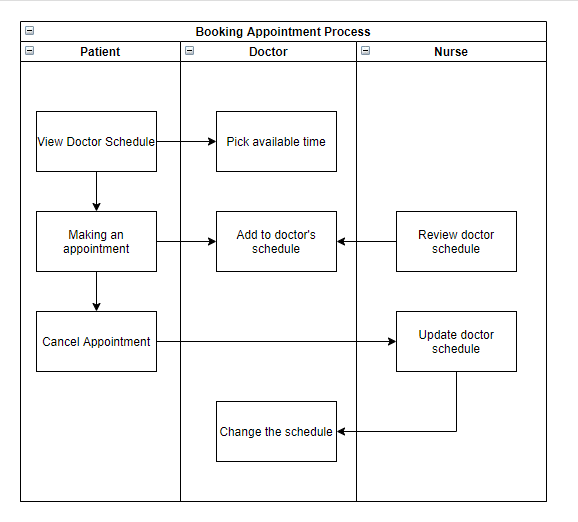 Booking Appointment Process
Patient
Doctor
Nurse
View Doctor Schedule
Pick available time
Making an
appointment
Add to doctor's
schedule
Review doctor
schedule
Cancel Appointment
Update doctor
schedule
Change the schedule